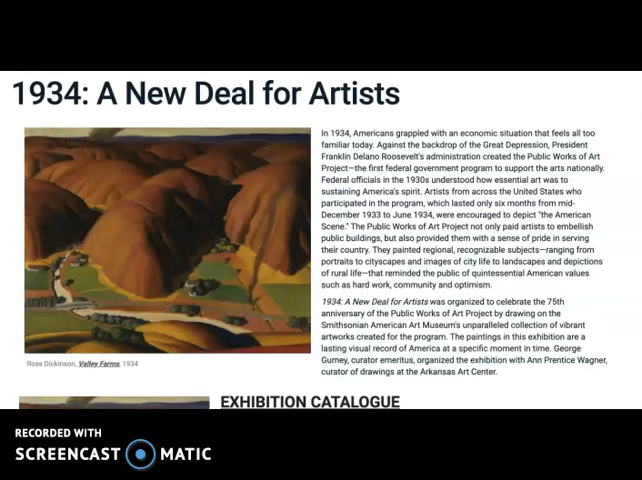 1934: A New Deal for Artists
In 1934, Americans grappled with an economic situation that feels all too
familiar today. Against the backdrop of the Great Depression, President
Franklin Delano Roosevelt's administration created the Public Works of Art
Project—the first federal government program to support the arts nationally.
Federal officials in the 1930s understood how essential art was to
sustaining America's spirit. Artists from across the United States who
participated in the program, which lasted only six months from mid-
December 1933 to June 1934, were encouraged to depict "the American
Scene." The Public Works of Art Project not only paid artists to embellish
public buildings, but also provided them with a sense of pride in serving
their country. They painted regional, recognizable subjects—ranging from
portraits to cityscapes and images of city life to landscapes and depictions
of rural life—that reminded the public of quintessential American values
such as hard work, community and optimism.
1934: A New Deal for Artists was organized to celebrate the 75th
anniversary of the Public Works of Art Project by drawing on the
Smithsonian American Art Museum's unparalleled collection of vibrant
artworks created for the program. The paintings in this exhibition are a
lasting visual record of America at a specific moment in time. George
Gurney, curator emeritus, organized the exhibition with Ann Prentice Wagner,
curator of drawings at the Arkansas Art Center.
Ross Dickinson, Valley Farms, 1934
EXHIBITION CATALOGUE
RECORDED WITH
SCREENCAST MATIC